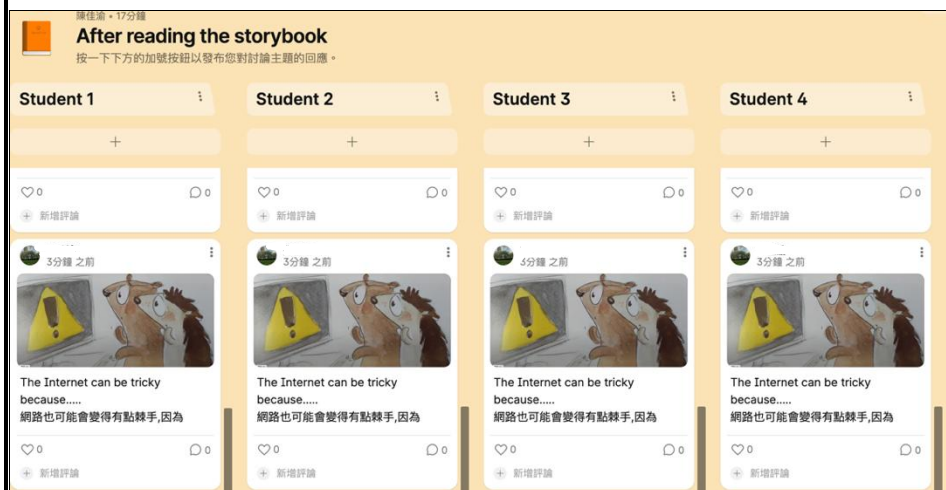 陳佳渝 • 17分鐘
After reading the storybook
按一下下方的加號按鈕以發布您對討論主題的回應。
Student 1
Student 2
Student 3
Student 4
0 0
新增評論
0 0
新增評論
0 0
新增評論
0 0
新增評論
3分鐘 之前
The Internet can be tricky
because.....
網路也可能會變得有點棘手,因為
0 0
新增評論
3分鐘 之前
The Internet can be tricky
because.....
網路也可能會變得有點棘手,因為
0 0
新增評論
3分鐘 之前
The Internet can be tricky
because.....
網路也可能會變得有點棘手,因為
0 0
新增評論
3分鐘 之前
The Internet can be tricky
because.....
網路也可能會變得有點棘手,因為
0 0
新增評論